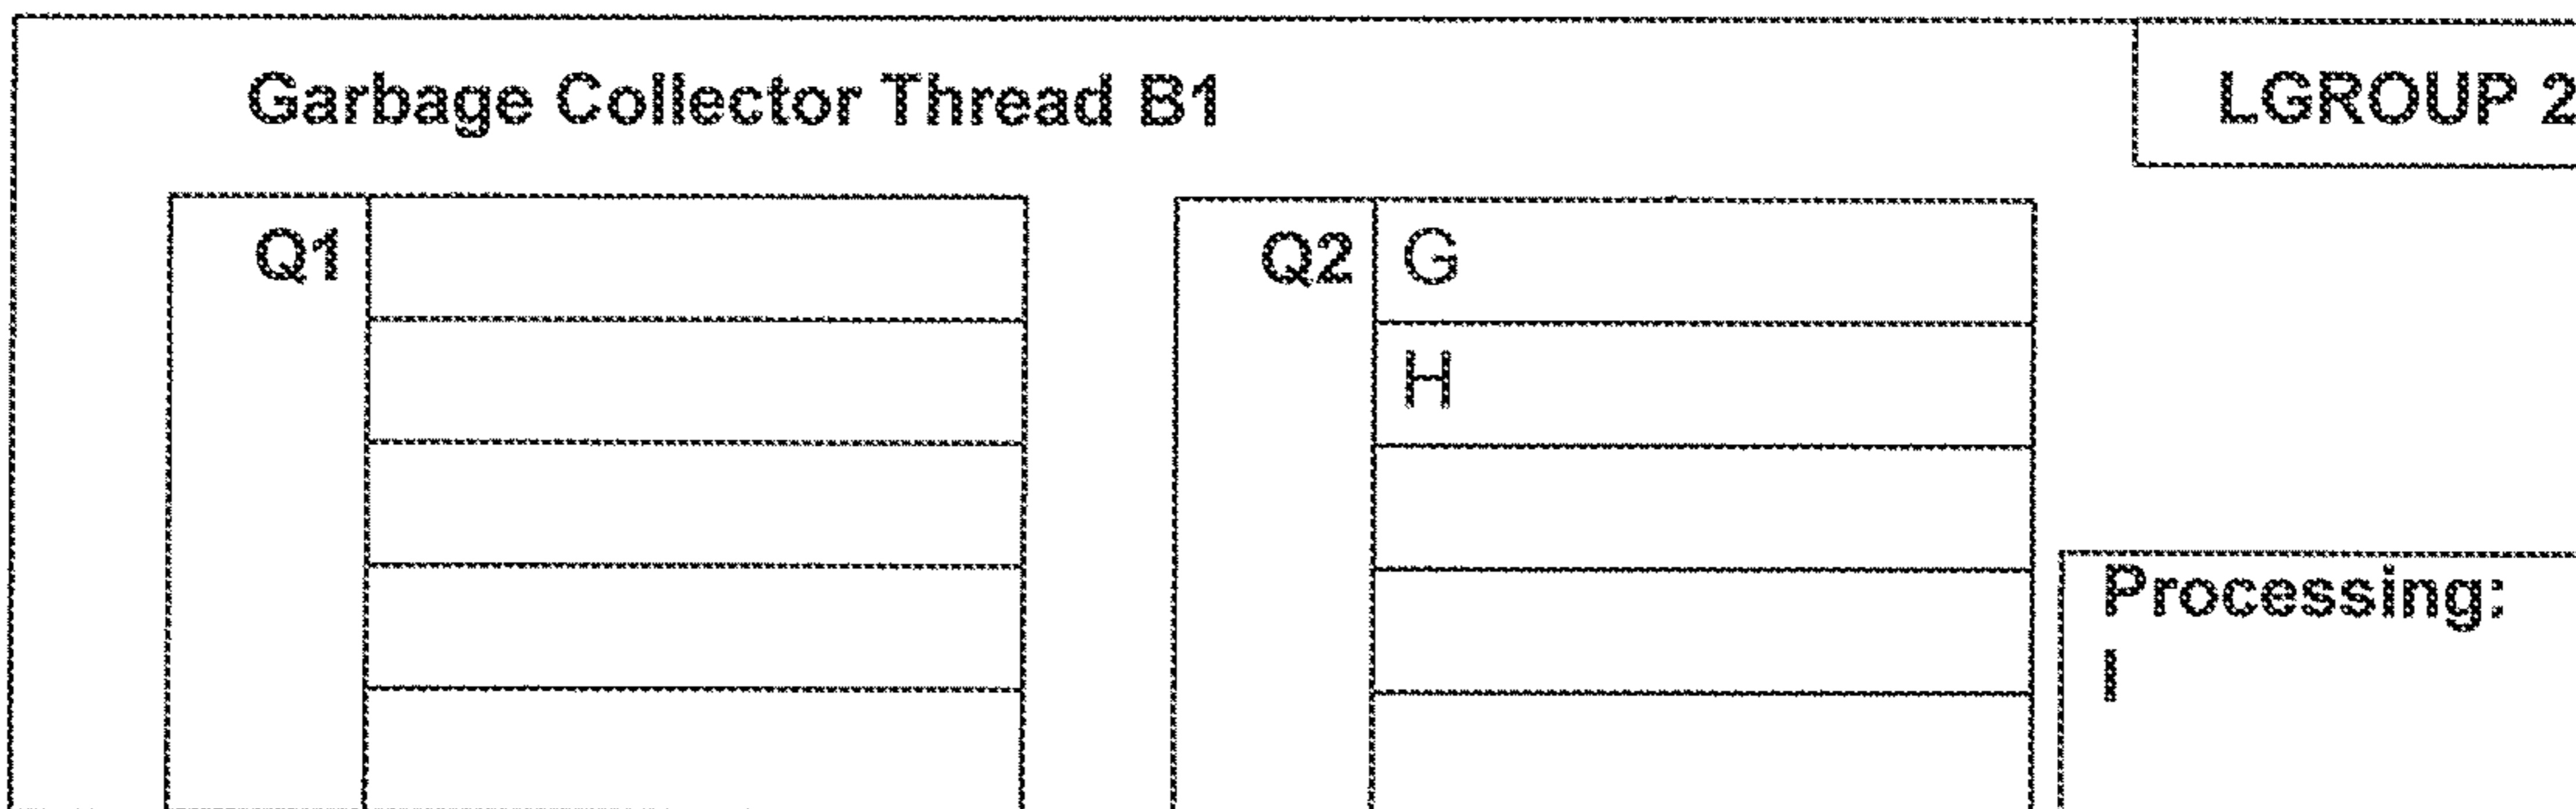 Garbage Collector Thread B1
LGROUP 2
Q1
Q2
G
H
Processing:
I